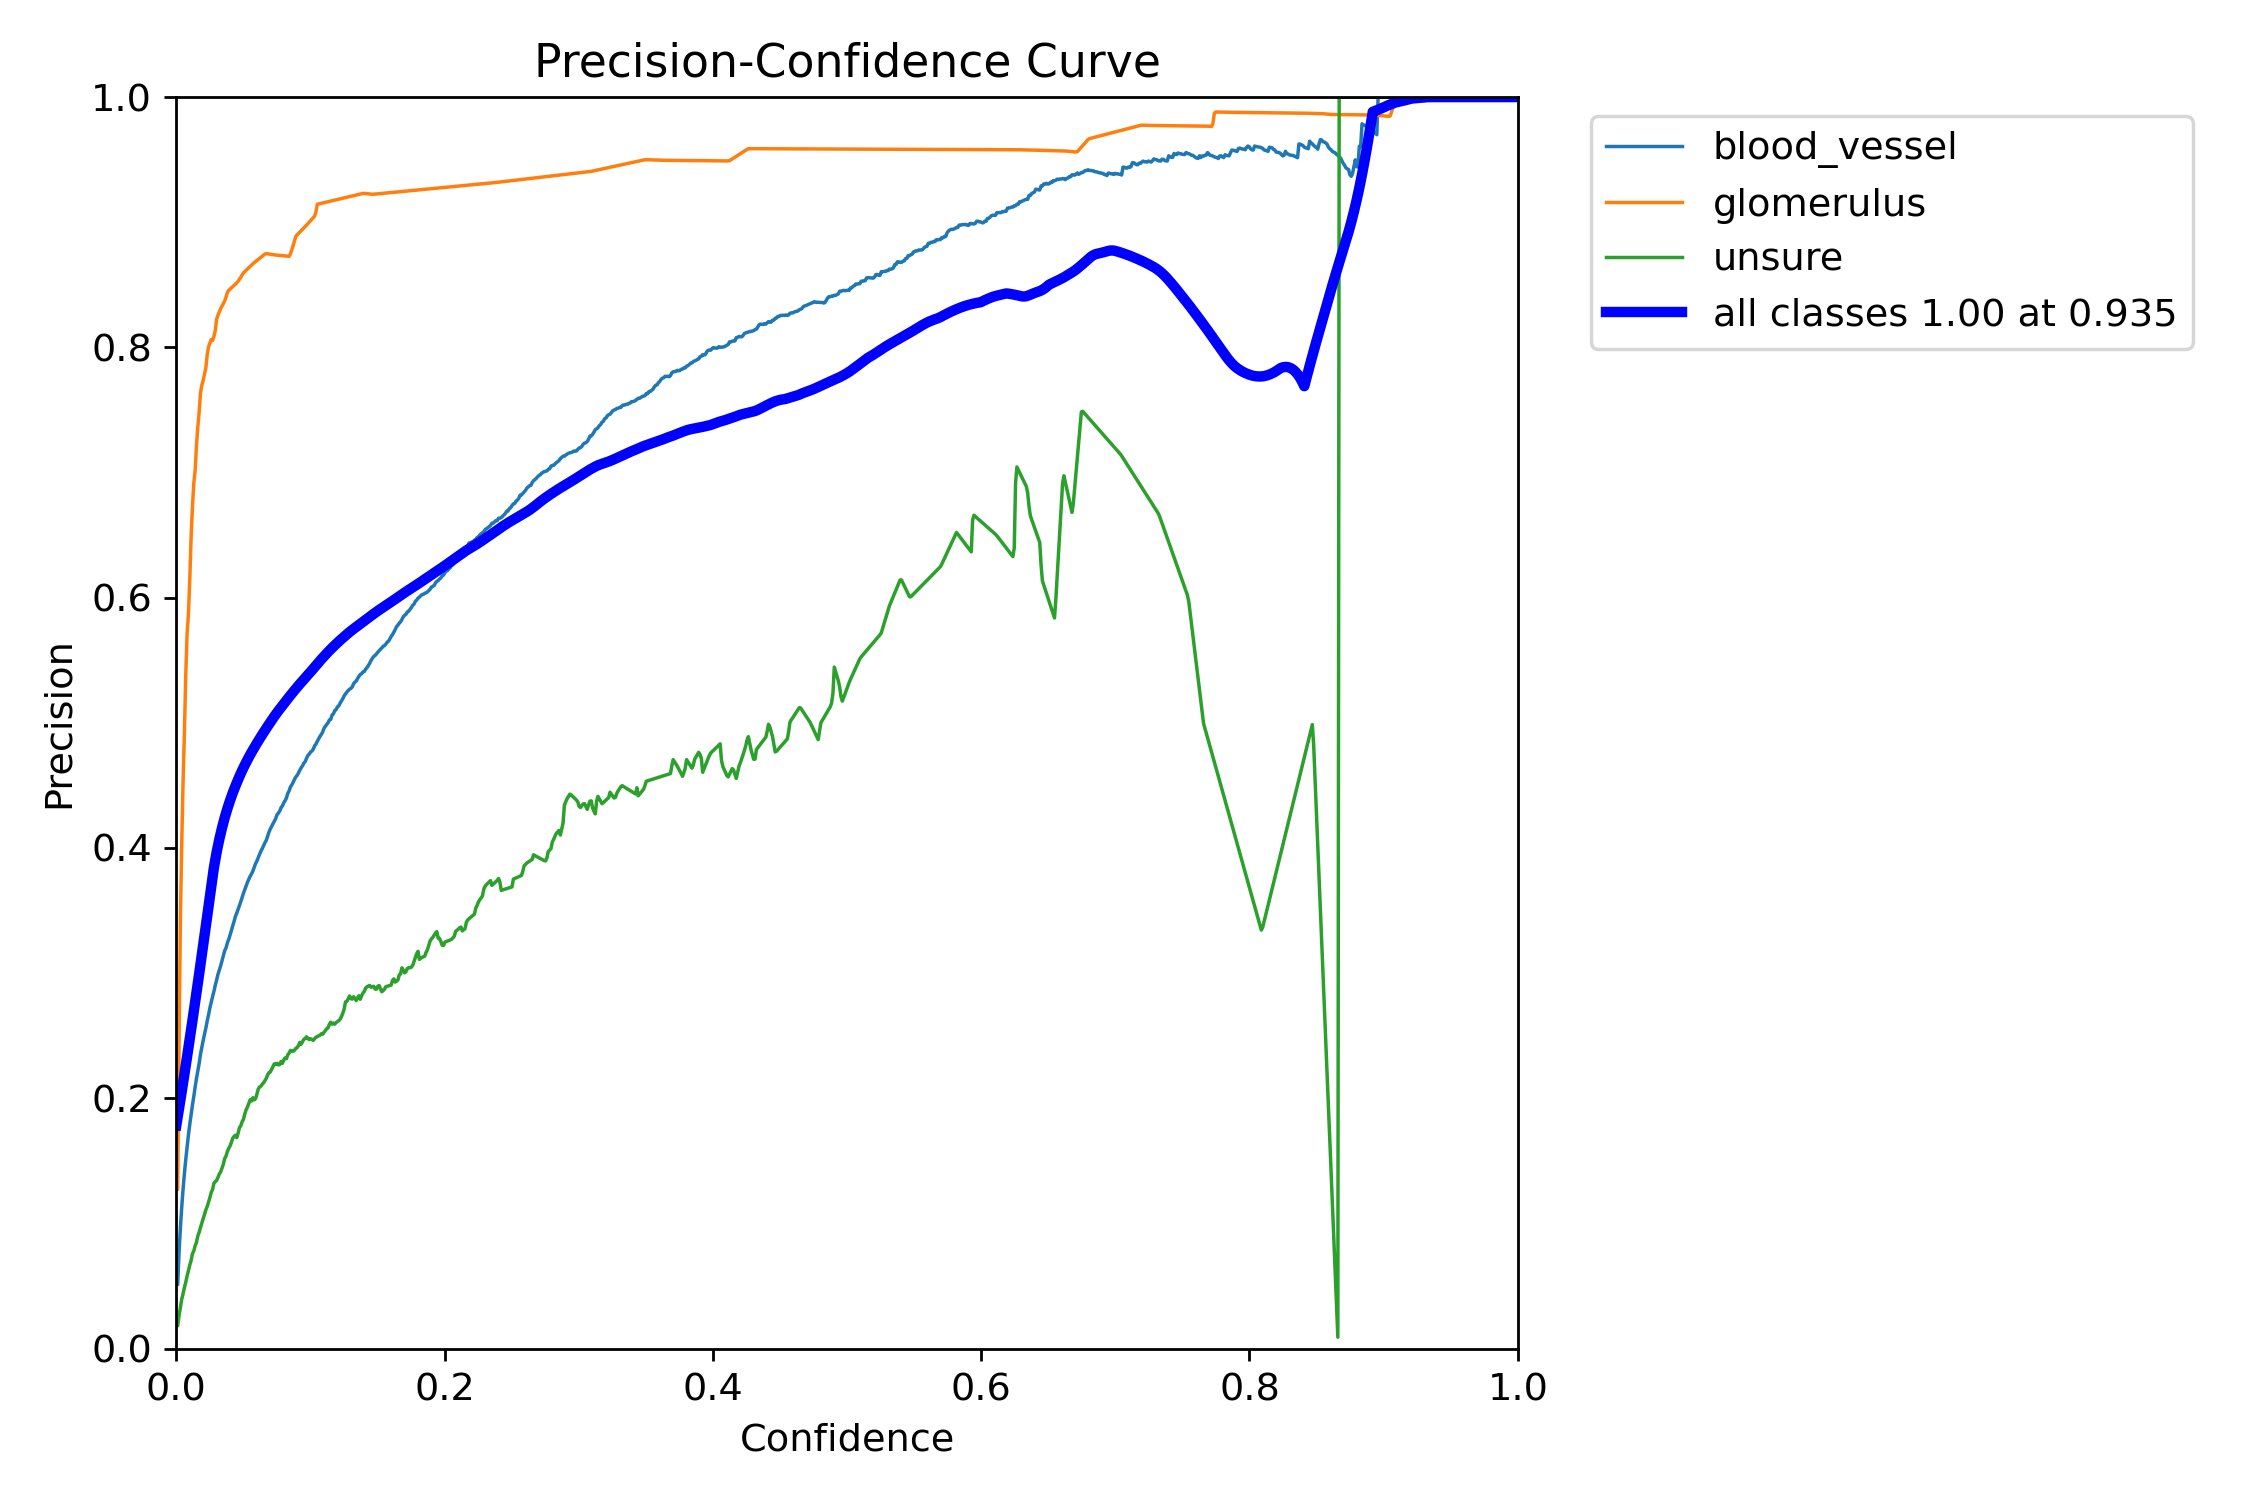 Precision-Confidence Curve
1.0
0.8
0.6
0.4
0.2
0.0
Precision
0.0 0.2 0.4 0.6 0.8 1.0
Confidence
blood_vessel
glomerulus
unsure
all classes 1.00 at 0.935